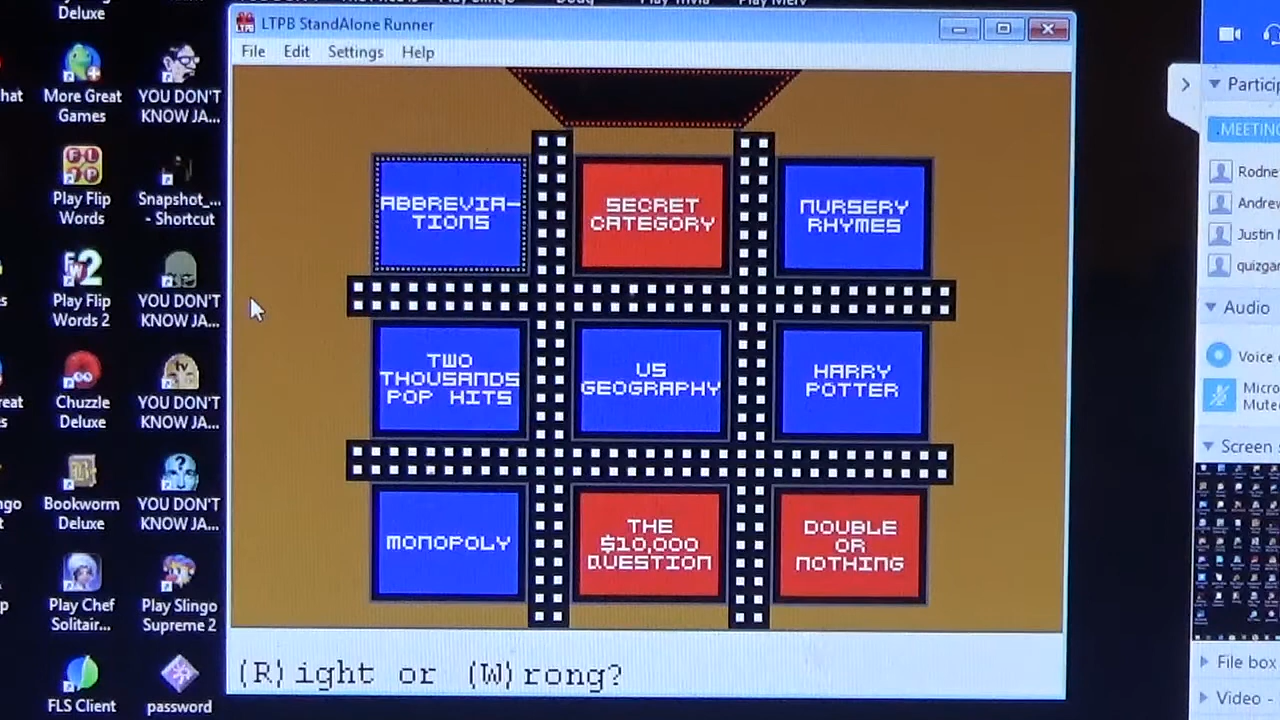 LTPB StandAlone Runner
File Edit Settings Help
Deluxe
More Great
Games
YOU DON'T
KNOW JA...
Play Flip
Words
Snapshot_...
- Shortcut
Play Flip
Words 2
YOU DON'T
KNOW JA...
Chuzzle
Deluxe
YOU DON'T
KNOW JA...
Bookworm
Deluxe
YOU DON'T
KNOW JA...
Play Chef
Solitair...
Play Slingo
Supreme 2
FLS Client
password
ABBREVIA-
TIONS
SECRET
CATEGORY
NURSERY
RHYMES
TWO
THOUSANDS
POP HITS
US
GEOGRAPHY
HARRY
POTTER
MONOPOLY
THE
$10,000
QUESTION
DOUBLE
OR
NOTHING
(R)ight or (W)rong?
Particip
MEETING
Rodne
Andrew
Justin
quizgar
Audio
Voice
Micro
Muted
Screen
File box
Video -